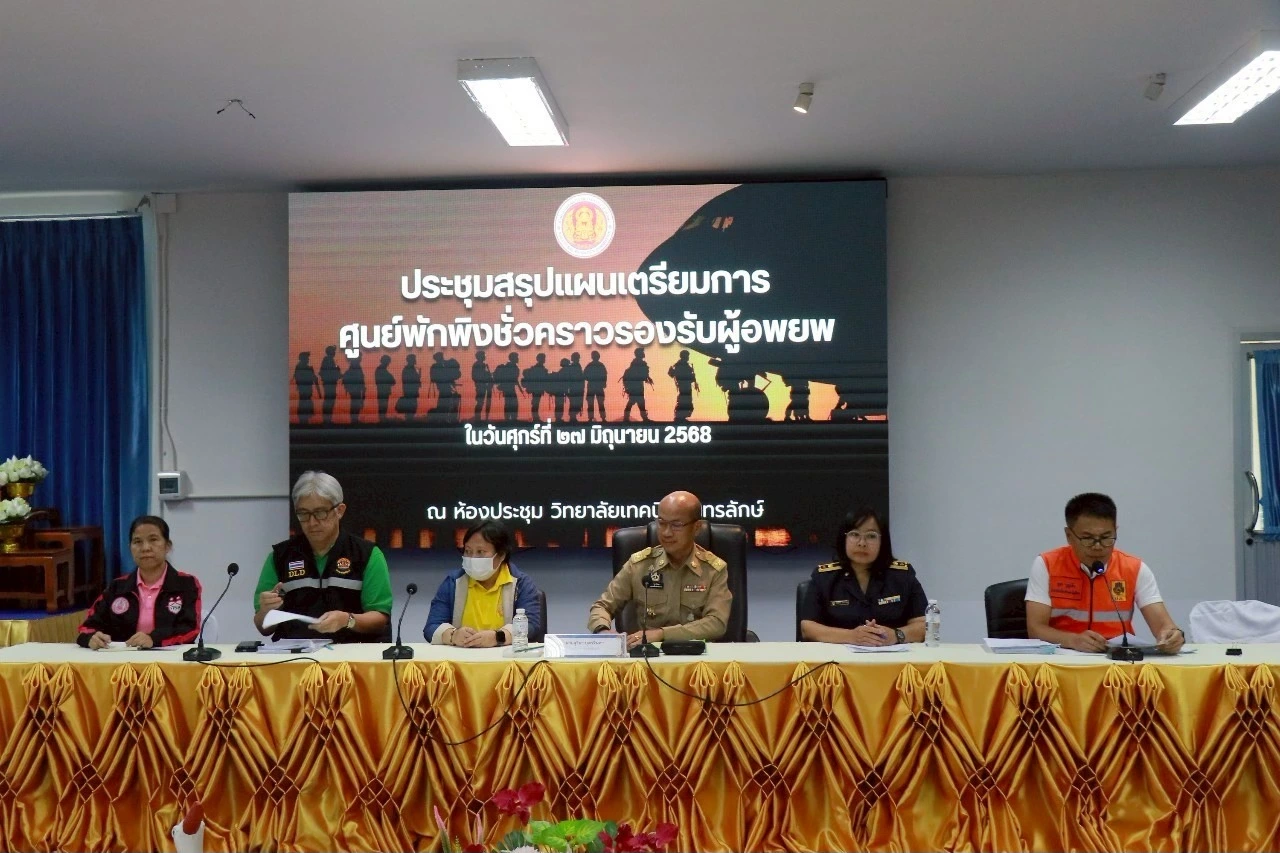 ประชุมสรุปแผนเตรียมการ
ศูนย์พักพิงชั่วคราวรองรับผู้อพยพ
ในวันศุกร์ที่ ๒๗ มิถุนายน 2568
ณ ห้องประชุม วิทยาลัย
DLD